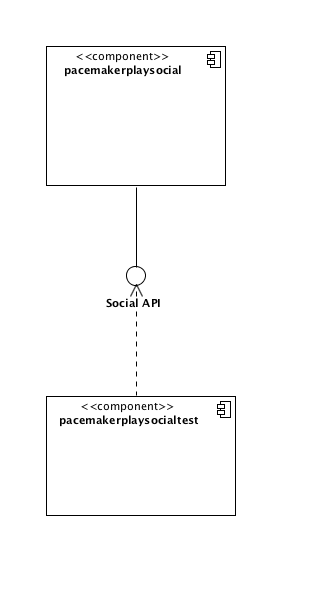 <<component>>
pacemakerplaysocial
Social API
<<component>>
pacemakerplaysocialtest